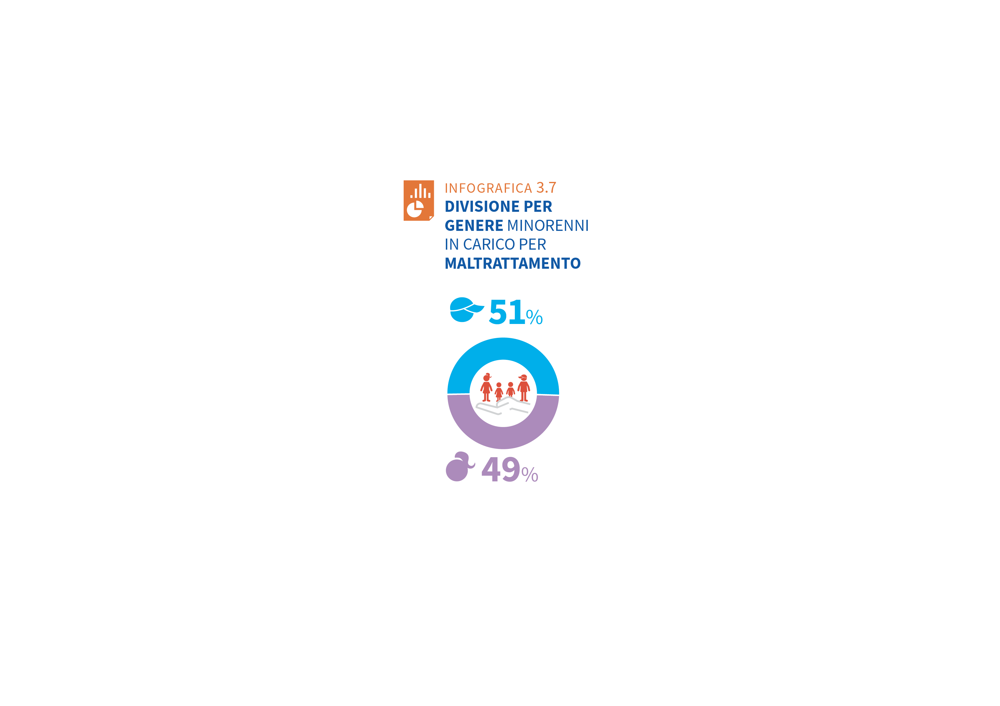 INFOGRAFICA 3.7
DIVISIONE PER
GENERE MINORENNI
IN CARICO PER
MALTRATTAMENTO
51%
49%